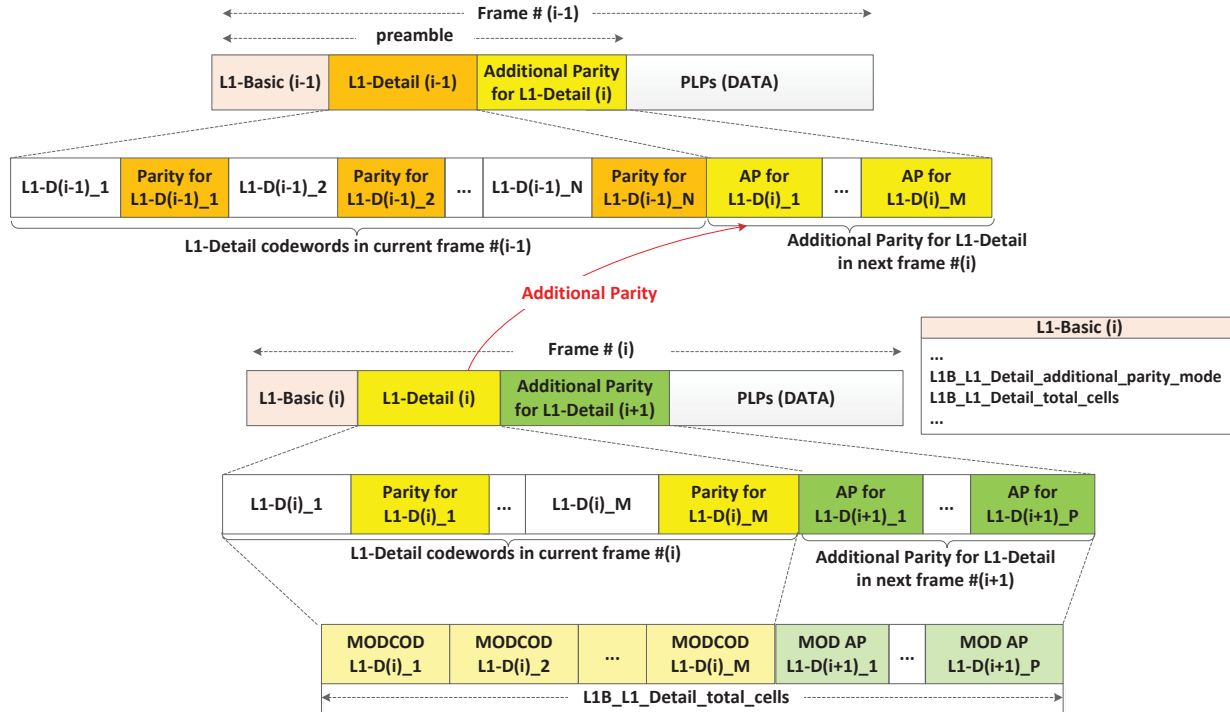 Frame # (i-1)
preamble
L1-Basic (i-1)
L1-Detail (i-1)
Additional Parity
for L1-Detail (i)
PLPs (DATA)
L1-D(i-1)_1
Parity for
L1-D(i-1)_1
L1-D(i-1)_2
Parity for
L1-D(i-1)_2
...
L1-D(i-1)_N
Parity for
L1-D(i-1)_N
AP for
L1-D(i)_1
...
AP for
L1-D(i)_M
L1-Detail codewords in current frame #(i-1)
Additional Parity for L1-Detail
in next frame #(i)
Additional Parity
Frame # (i)
L1-Basic (i)
L1-Detail (i)
Additional Parity
for L1-Detail (i+1)
PLPs (DATA)
L1-Basic (i)
...
L1B_L1_Detail_additional_parity_mode
L1B_L1_Detail_total_cells
...
L1-D(i)_1
Parity for
L1-D(i)_1
...
L1-D(i)_M
Parity for
L1-D(i)_M
AP for
L1-D(i+1)_1
...
AP for
L1-D(i+1)_P
L1-Detail codewords in current frame #(i)
Additional Parity for L1-Detail
in next frame #(i+1)
MODCOD
L1-D(i)_1
MODCOD
L1-D(i)_2
...
MODCOD
L1-D(i)_M
MOD AP
L1-D(i+1)_1
...
MOD AP
L1-D(i+1)_P
L1B_L1_Detail_total_cells